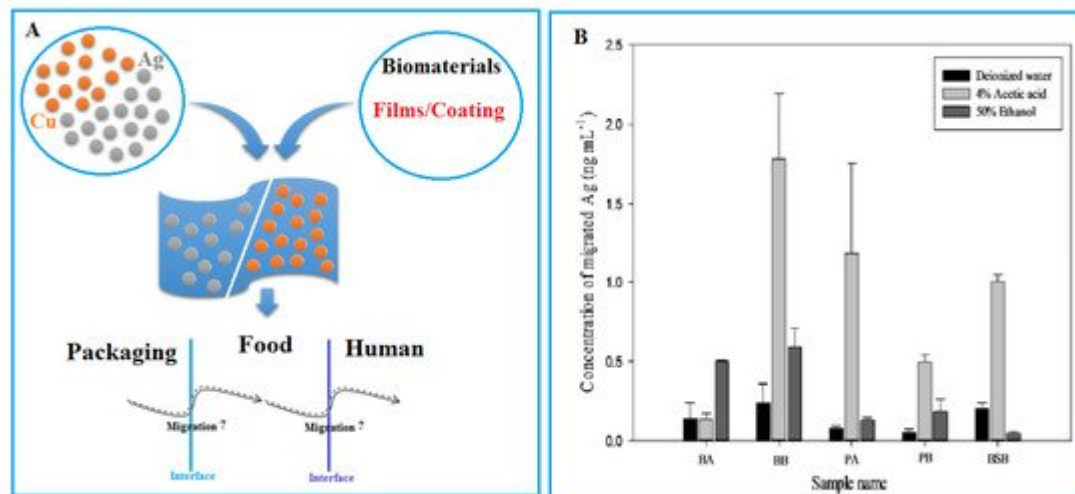 A
Ag
Cu
Biomaterials
Films/Coating
Packaging
Food
Human
Migration ?
Migration ?
Interface
Interface
B
Concentration of migrated Ag (ng mL⁻¹)
2.5
2.0
1.5
1.0
0.5
0.0
Deionized water
4% Acetic acid
50% Ethanol
BA
BB
PA
PB
BSB
Sample name